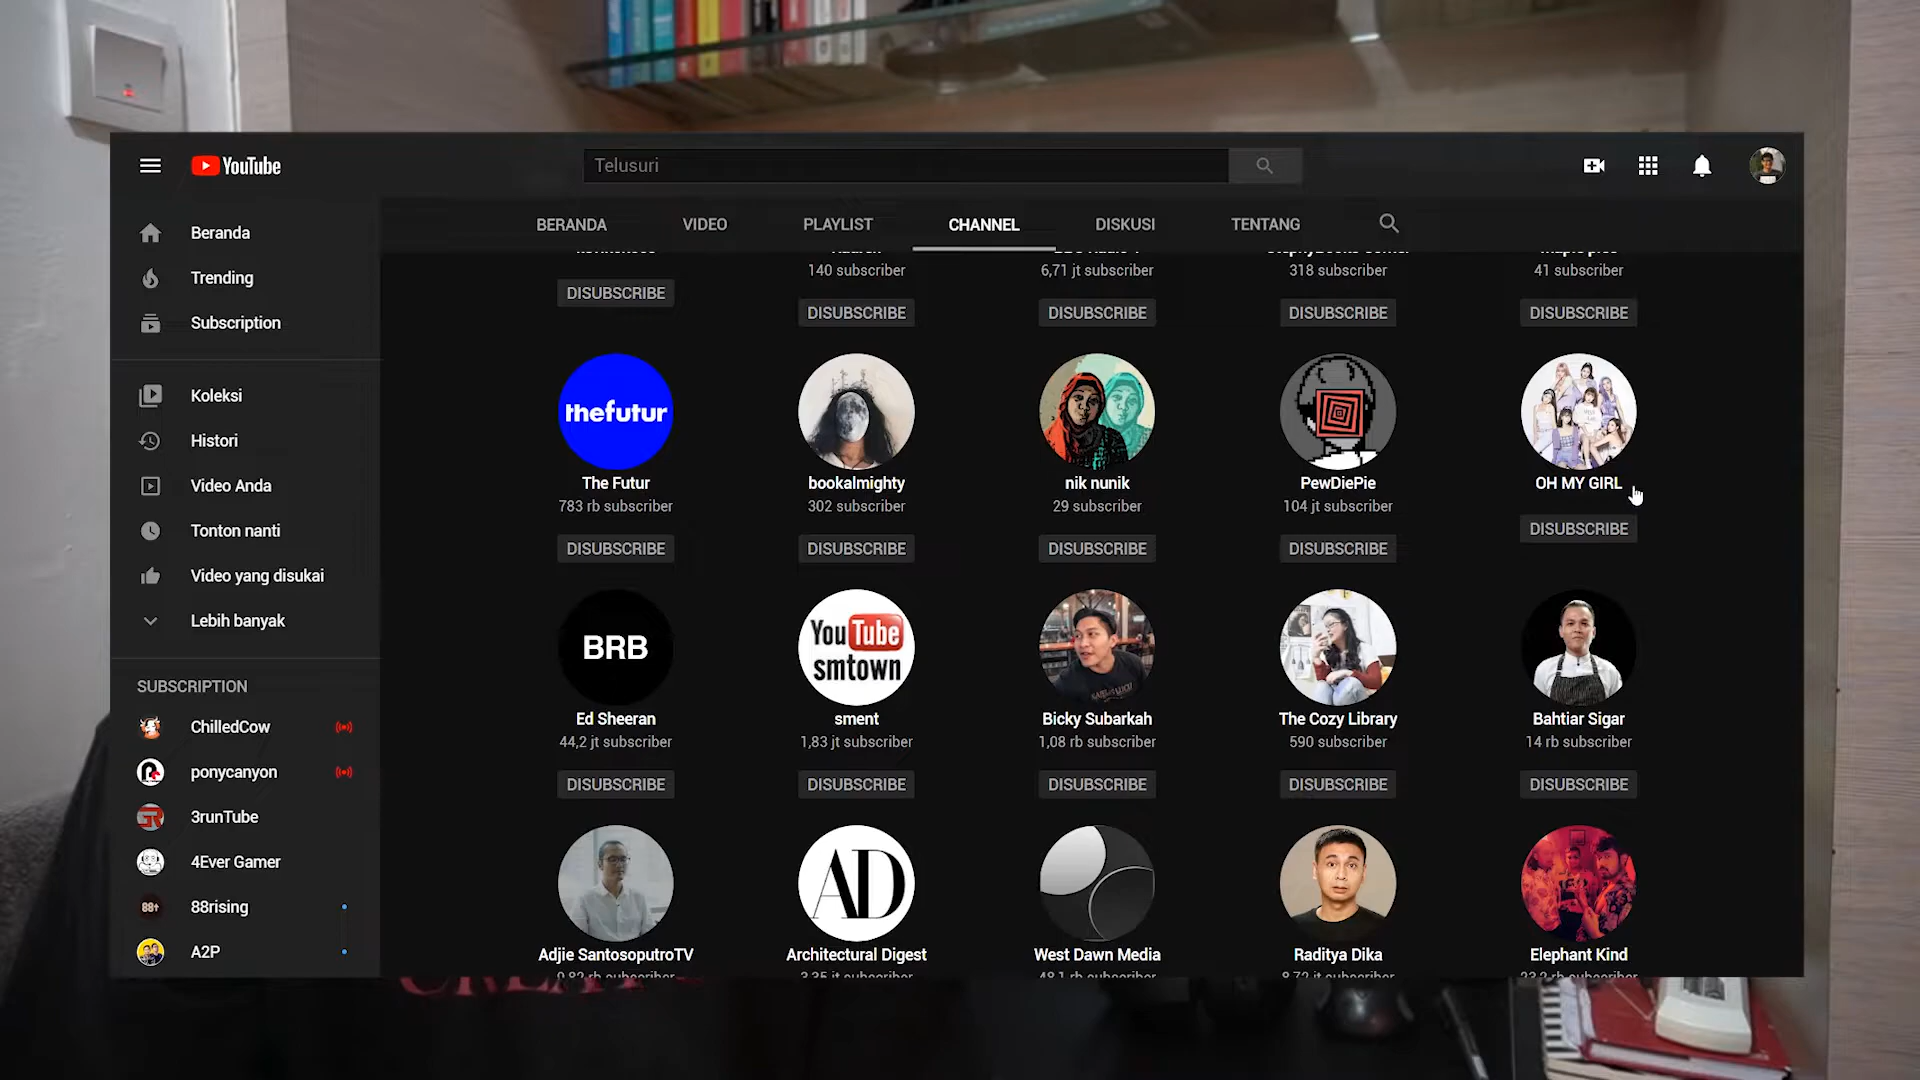 YouTube
Telusuri
BERANDA VIDEO PLAYLIST CHANNEL DISKUSI TENTANG
Beranda
Trending
Subscription
Koleksi
Histori
Video Anda
Tonton nanti
Video yang disukai
Lebih banyak
SUBSCRIPTION
ChilledCow
ponycanyon
3runTube
4Ever Gamer
88rising
A2P
140 subscriber 6,71 jt subscriber 318 subscriber 41 subscriber
DISUBSCRIBE DISUBSCRIBE DISUBSCRIBE DISUBSCRIBE DISUBSCRIBE
thefutur
The Futur bookalmighty nik nunik PewDiePie OH MY GIRL
783 rb subscriber 302 subscriber 29 subscriber 104 jt subscriber
DISUBSCRIBE DISUBSCRIBE DISUBSCRIBE DISUBSCRIBE DISUBSCRIBE
BRB YouTube
smtown
Ed Sheeran sment Bicky Subarkah The Cozy Library Bahtiar Sigar
44,2 jt subscriber 1,83 jt subscriber 1,08 rb subscriber 590 subscriber 14 rb subscriber
DISUBSCRIBE DISUBSCRIBE DISUBSCRIBE DISUBSCRIBE DISUBSCRIBE
AD
Adjie SantosoputroTV Architectural Digest West Dawn Media Raditya Dika Elephant Kind